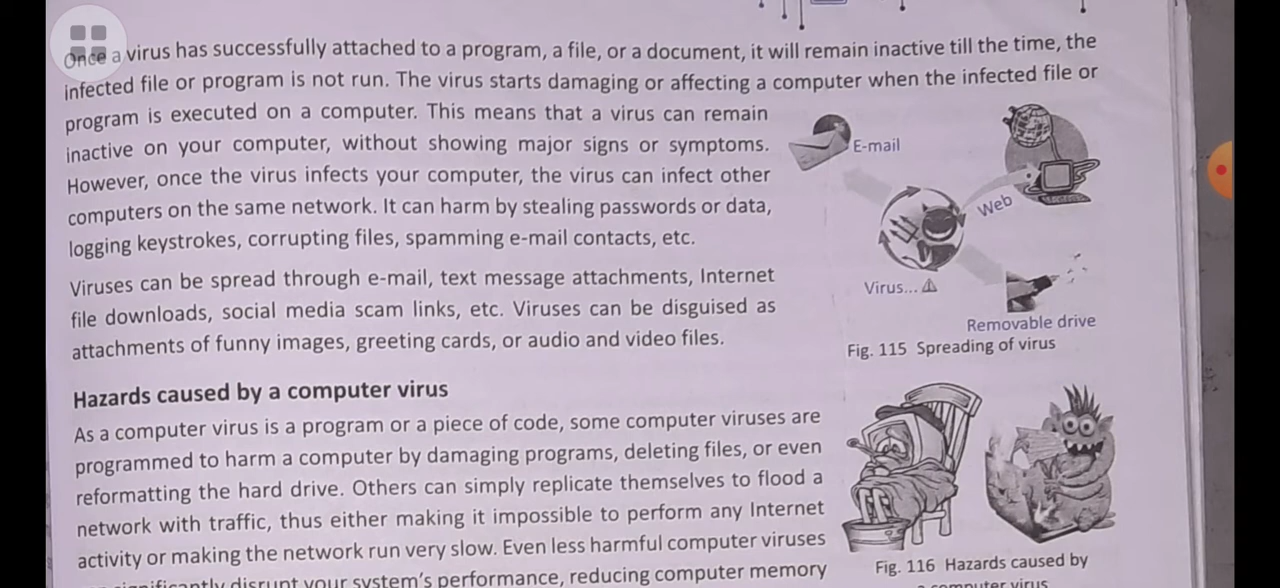 Once a virus has successfully attached to a program, a file, or a document, it will remain inactive till the time, the
infected file or program is not run. The virus starts damaging or affecting a computer when the infected file or
program is executed on a computer. This means that a virus can remain
inactive on your computer, without showing major signs or symptoms.
However, once the virus infects your computer, the virus can infect other
computers on the same network. It can harm by stealing passwords or data,
logging keystrokes, corrupting files, spamming e-mail contacts, etc.
Viruses can be spread through e-mail, text message attachments, Internet
file downloads, social media scam links, etc. Viruses can be disguised as
attachments of funny images, greeting cards, or audio and video files.
E-mail
Web
Virus...
Removable drive
Fig. 115 Spreading of virus
Hazards caused by a computer virus
As a computer virus is a program or a piece of code, some computer viruses are
programmed to harm a computer by damaging programs, deleting files, or even
reformatting the hard drive. Others can simply replicate themselves to flood a
network with traffic, thus either making it impossible to perform any Internet
activity or making the network run very slow. Even less harmful computer viruses
significantly disrupt your system's performance, reducing computer memory
Fig. 116 Hazards caused by
a computer virus